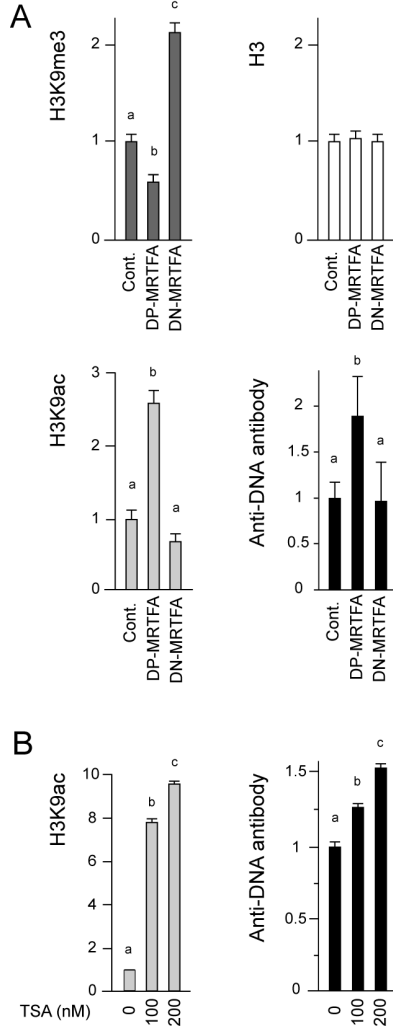 A
H3K9me3
2
1
0
a
b
c
Cont.
DP-MRTFA
DN-MRTFA
H3
2
1
0
Cont.
DP-MRTFA
DN-MRTFA
H3K9ac
3
2
1
0
a
b
a
Cont.
DP-MRTFA
DN-MRTFA
Anti-DNA antibody
2
1.5
1
0.5
0
a
b
a
Cont.
DP-MRTFA
DN-MRTFA
B
H3K9ac
10
8
6
4
2
0
a
b
c
TSA (nM)
0
100
200
Anti-DNA antibody
1.5
1
0.5
0
a
b
c
0
100
200